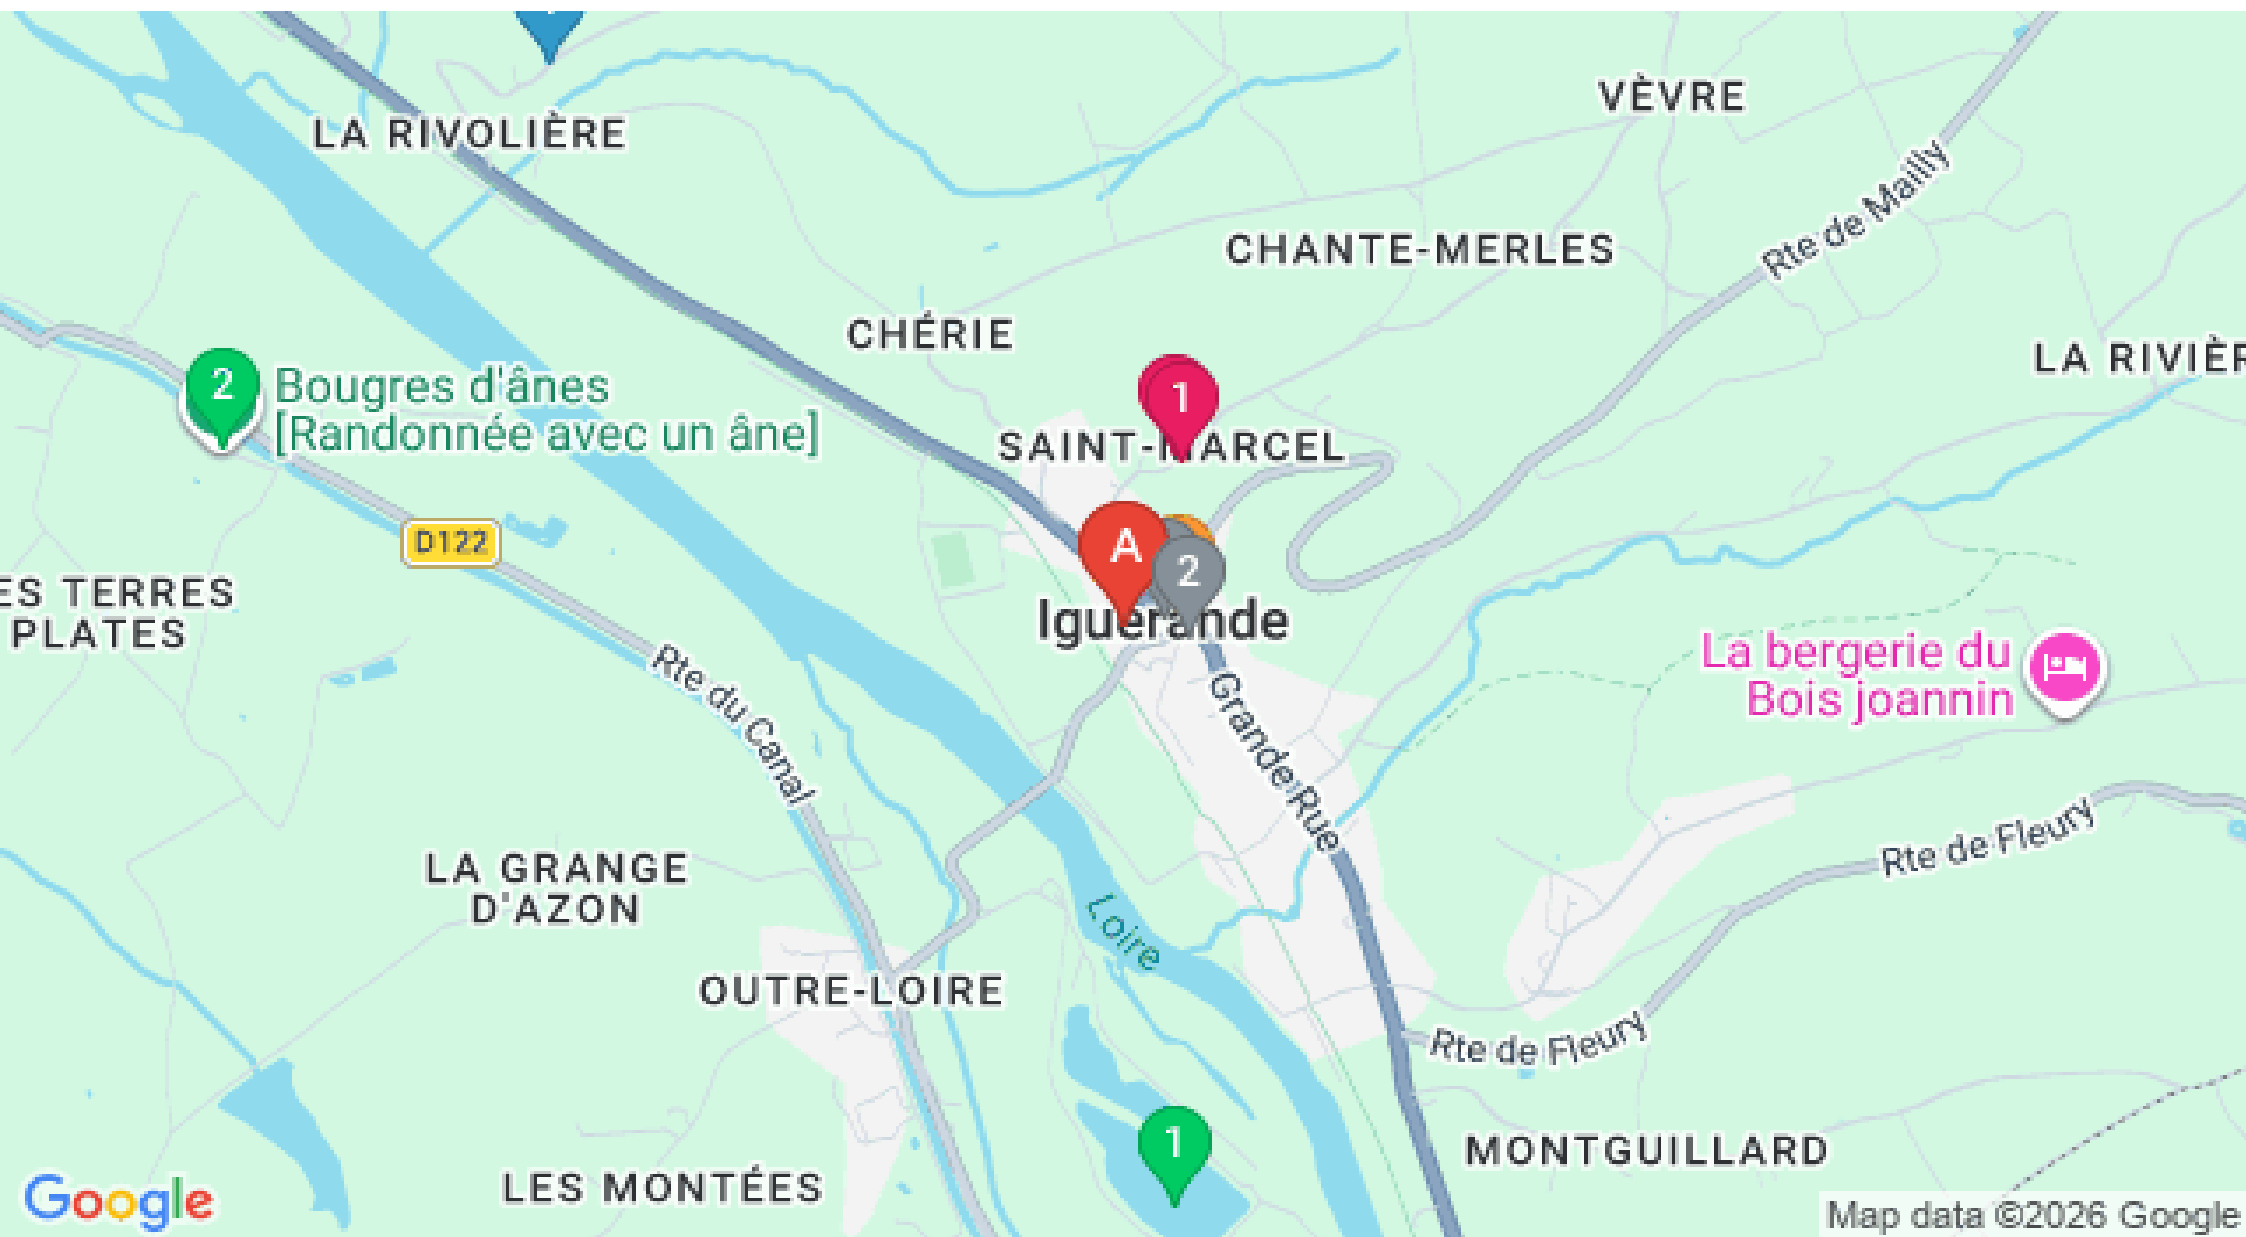 LA RIVOLIÈRE
VÈVRE
Rte de Mailly
CHANTE-MERLES
CHÉRIE
LA RIVIÈR
2
Bougres d'ânes
[Randonnée avec un âne]
1
SAINT-MARCEL
D122
A
2
Iguerande
ES TERRES
PLATES
Rte du Canal
Grande Rue
La bergerie du
Bois joannin
Rte de Fleury
LA GRANGE
D'AZON
Loire
OUTRE-LOIRE
Rte de Fleury
1
MONTGUILLARD
LES MONTÉES
Google
Map data ©2026 Google